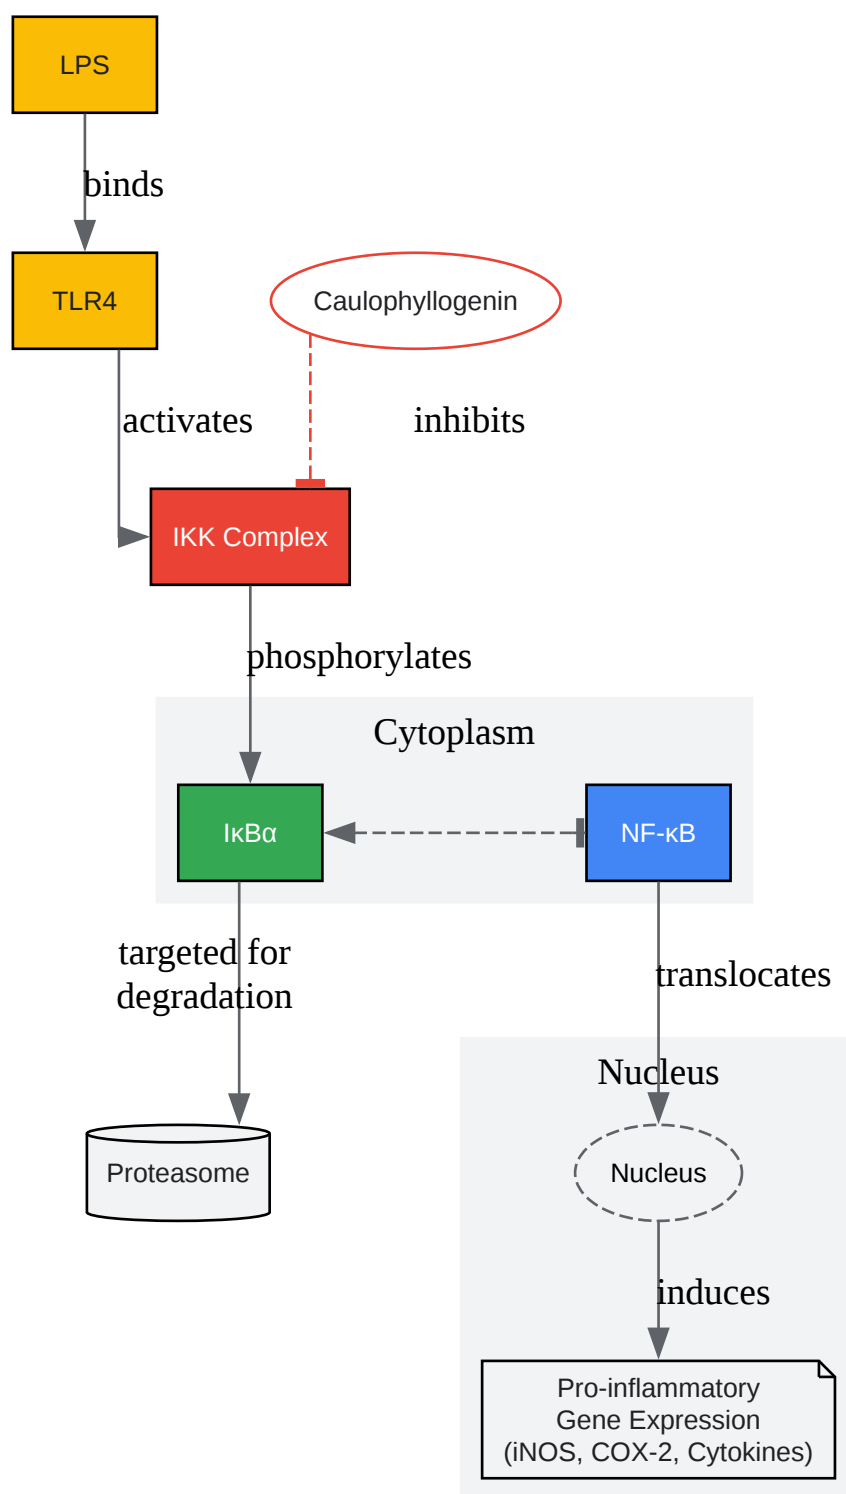 LPS
binds
TLR4
Caulophyllogenin
activates
inhibits
IKK Complex
phosphorylates
Cytoplasm
IκBα
NF-κB
targeted for
degradation
translocates
Nucleus
Proteasome
Nucleus
induces
Pro-inflammatory
Gene Expression
(iNOS, COX-2, Cytokines)